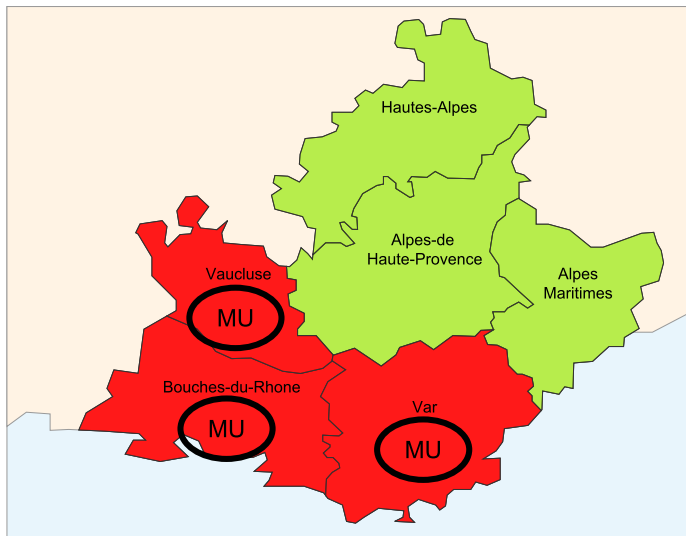 Hautes-Alpes
Alpes-de
Haute-Provence
Alpes
Maritimes
Vaucluse
MU
Bouches-du-Rhone
MU
Var
MU